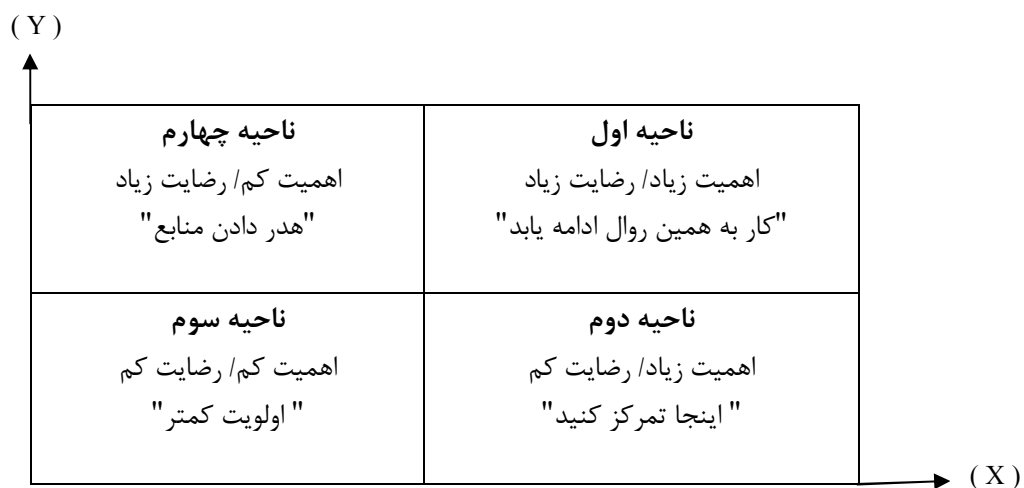 ( Y )
ناحیه اول
اهمیت زیاد/ رضایت زیاد
"کار به همین روال ادامه یابد"
ناحیه چهارم
اهمیت کم/ رضایت زیاد
"هدر دادن منابع"
ناحیه دوم
اهمیت زیاد/ رضایت کم
" اینجا تمرکز کنید"
ناحیه سوم
اهمیت کم/ رضایت کم
" اولویت کمتر"
( X )